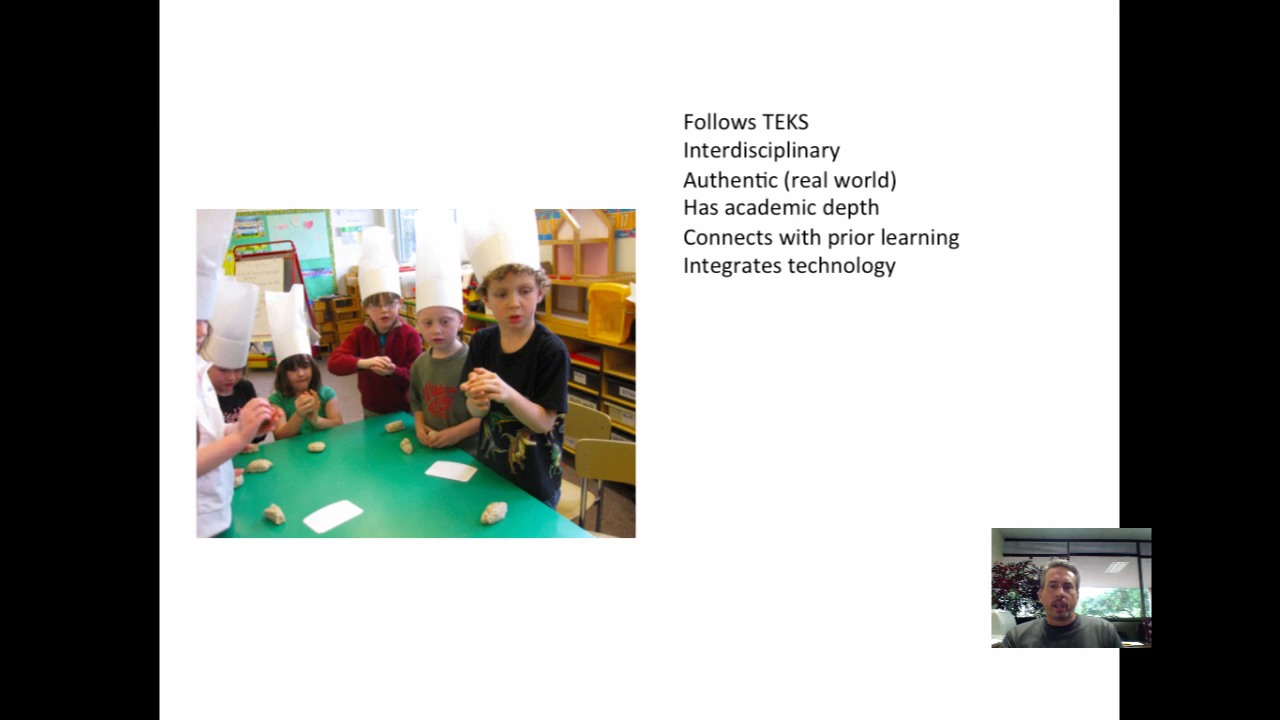 Follows TEKS
Interdisciplinary
Authentic (real world)
Has academic depth
Connects with prior learning
Integrates technology